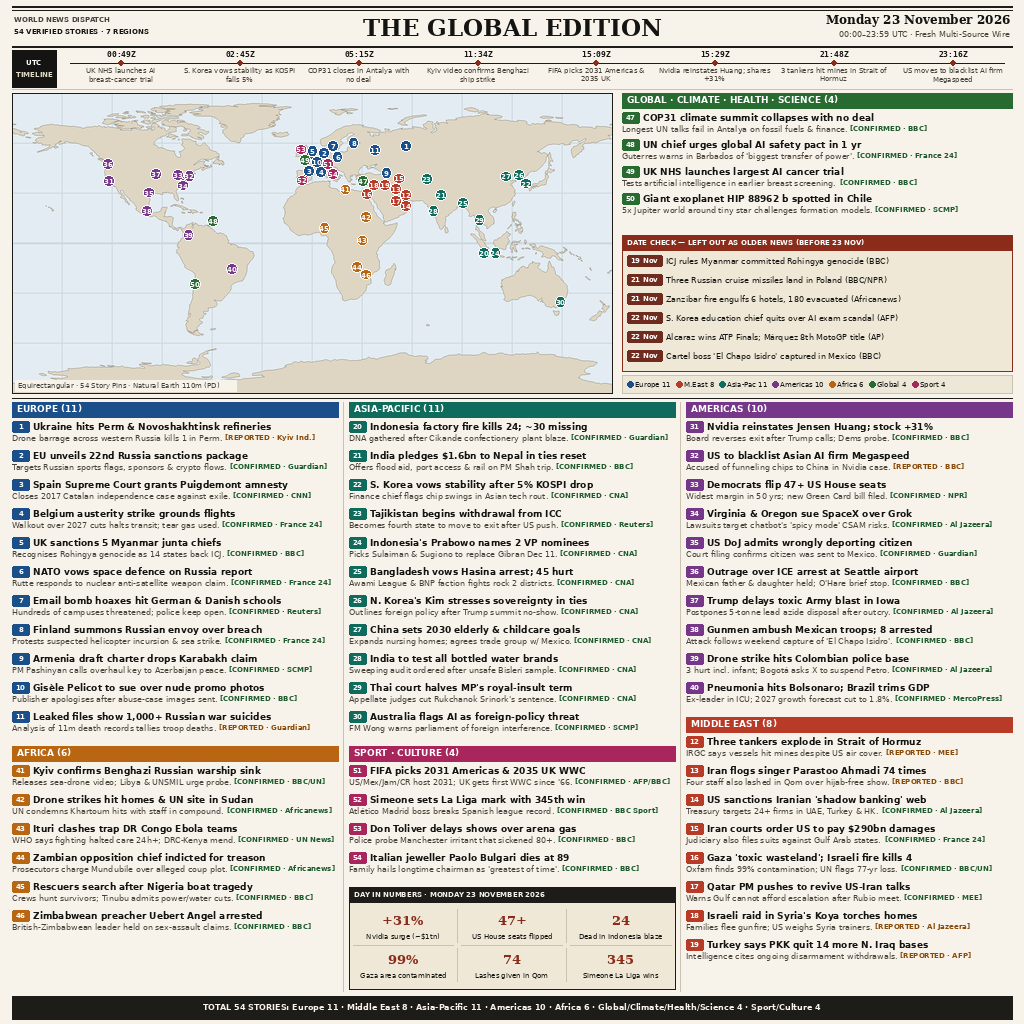 WORLD NEWS DISPATCH
54 VERIFIED STORIES · 7 REGIONS
THE GLOBAL EDITION
Monday 23 November 2026
00:00–23:59 UTC · Fresh Multi-Source Wire
UTC
TIMELINE
00:49Z
UK NHS launches AI
breast-cancer trial
02:45Z
S. Korea vows stability as KOSPI
falls 5%
05:15Z
COP31 closes in Antalya with
no deal
11:34Z
Kyiv video confirms Benghazi
ship strike
15:09Z
FIFA picks 2031 Americas &
2035 UK
15:29Z
Nvidia reinstates Huang; shares
+31%
21:48Z
3 tankers hit mines in Strait of
Hormuz
23:16Z
US moves to blacklist AI firm
Megaspeed
Equirectangular · 54 Story Pins · Natural Earth 110m (PD)
GLOBAL · CLIMATE · HEALTH · SCIENCE (4)
47 COP31 climate summit collapses with no deal
Longest UN talks fail in Antalya on fossil fuels & finance. [CONFIRMED · BBC]
48 UN chief urges global AI safety pact in 1 yr
Guterres warns in Barbados of 'biggest transfer of power'. [CONFIRMED · France 24]
49 UK NHS launches largest AI cancer trial
Tests artificial intelligence in earlier breast screening. [CONFIRMED · BBC]
50 Giant exoplanet HIP 88962 b spotted in Chile
5x Jupiter world around tiny star challenges formation models. [CONFIRMED · SCMP]
DATE CHECK — LEFT OUT AS OLDER NEWS (BEFORE 23 NOV)
19 Nov ICJ rules Myanmar committed Rohingya genocide (BBC)
21 Nov Three Russian cruise missiles land in Poland (BBC/NPR)
21 Nov Zanzibar fire engulfs 6 hotels, 180 evacuated (Africanews)
22 Nov S. Korea education chief quits over AI exam scandal (AFP)
22 Nov Alcaraz wins ATP Finals; Márquez 8th MotoGP title (AP)
22 Nov Cartel boss 'El Chapo Isidro' captured in Mexico (BBC)
Europe 11 M.East 8 Asia-Pac 11 Americas 10 Africa 6 Global 4 Sport 4
EUROPE (11)
1 Ukraine hits Perm & Novoshakhtinsk refineries
Drone barrage across western Russia kills 1 in Perm. [REPORTED · Kyiv Ind.]
2 EU unveils 22nd Russia sanctions package
Targets Russian sports flags, sponsors & crypto flows. [CONFIRMED · Guardian]
3 Spain Supreme Court grants Puigdemont amnesty
Closes 2017 Catalan independence case against exile. [CONFIRMED · CNN]
4 Belgium austerity strike grounds flights
Walkout over 2027 cuts halts transit; tear gas used. [CONFIRMED · France 24]
5 UK sanctions 5 Myanmar junta chiefs
Recognises Rohingya genocide as 14 states back ICJ. [CONFIRMED · BBC]
6 NATO vows space defence on Russia report
Rutte responds to nuclear anti-satellite weapon claim. [CONFIRMED · France 24]
7 Email bomb hoaxes hit German & Danish schools
Hundreds of campuses threatened; police keep open. [CONFIRMED · Reuters]
8 Finland summons Russian envoy over breach
Protests suspected helicopter incursion & sea strike. [CONFIRMED · France 24]
9 Armenia draft charter drops Karabakh claim
PM Pashinyan calls overhaul key to Azerbaijan peace. [CONFIRMED · SCMP]
10 Gisèle Pelicot to sue over nude promo photos
Publisher apologises after abuse-case images sent. [CONFIRMED · BBC]
11 Leaked files show 1,000+ Russian war suicides
Analysis of 11m death records tallies troop deaths. [REPORTED · Guardian]
AFRICA (6)
41 Kyiv confirms Benghazi Russian warship sink
Releases sea-drone video; Libya & UNSMIL urge probe. [CONFIRMED · BBC/UN]
42 Drone strikes hit homes & UN site in Sudan
UN condemns Khartoum hits with staff in compound. [CONFIRMED · Africanews]
43 Ituri clashes trap DR Congo Ebola teams
WHO says fighting halted care 24h+; DRC-Kenya mend. [CONFIRMED · UN News]
44 Zambian opposition chief indicted for treason
Prosecutors charge Mundubile over alleged coup plot. [CONFIRMED · Africanews]
45 Rescuers search after Nigeria boat tragedy
Crews hunt survivors; Tinubu admits power/water cuts. [CONFIRMED · BBC]
46 Zimbabwean preacher Uebert Angel arrested
British-Zimbabwean leader held on sex-assault claims. [CONFIRMED · BBC]
ASIA-PACIFIC (11)
20 Indonesia factory fire kills 24; ~30 missing
DNA gathered after Cikande confectionery plant blaze. [CONFIRMED · Guardian]
21 India pledges $1.6bn to Nepal in ties reset
Offers flood aid, port access & rail on PM Shah trip. [CONFIRMED · BBC]
22 S. Korea vows stability after 5% KOSPI drop
Finance chief flags chip swings in Asian tech rout. [CONFIRMED · CNA]
23 Tajikistan begins withdrawal from ICC
Becomes fourth state to move to exit after US push. [CONFIRMED · Reuters]
24 Indonesia's Prabowo names 2 VP nominees
Picks Sulaiman & Sugiono to replace Gibran Dec 11. [CONFIRMED · CNA]
25 Bangladesh vows Hasina arrest; 45 hurt
Awami League & BNP faction fights rock 2 districts. [CONFIRMED · CNA]
26 N. Korea's Kim stresses sovereignty in ties
Outlines foreign policy after Trump summit no-show. [CONFIRMED · CNA]
27 China sets 2030 elderly & childcare goals
Expands nursing homes; agrees trade group w/ Mexico. [CONFIRMED · CNA]
28 India to test all bottled water brands
Sweeping audit ordered after unsafe Bisleri sample. [CONFIRMED · CNA]
29 Thai court halves MP's royal-insult term
Appellate judges cut Rukchanok Srinork's sentence. [CONFIRMED · CNA]
30 Australia flags AI as foreign-policy threat
FM Wong warns parliament of foreign interference. [CONFIRMED · SCMP]
SPORT · CULTURE (4)
51 FIFA picks 2031 Americas & 2035 UK WWC
US/Mex/Jam/CR host 2031; UK gets first WWC since '66. [CONFIRMED · AFP/BBC]
52 Simeone sets La Liga mark with 345th win
Atletico Madrid boss breaks Spanish league record. [CONFIRMED · BBC Sport]
53 Don Toliver delays shows over arena gas
Police probe Manchester irritant that sickened 80+. [CONFIRMED · BBC]
54 Italian jeweller Paolo Bulgari dies at 89
Family hails longtime chairman as 'greatest of time'. [CONFIRMED · BBC]
DAY IN NUMBERS · MONDAY 23 NOVEMBER 2026
+31%
Nvidia surge (~$1tn)
47+
US House seats flipped
24
Dead in Indonesia blaze
99%
Gaza area contaminated
74
Lashes given in Qom
345
Simeone La Liga wins
AMERICAS (10)
31 Nvidia reinstates Jensen Huang; stock +31%
Board reverses exit after Trump calls; Dems probe. [CONFIRMED · BBC]
32 US to blacklist Asian AI firm Megaspeed
Accused of funneling chips to China in Nvidia case. [REPORTED · BBC]
33 Democrats flip 47+ US House seats
Widest margin in 50 yrs; new Green Card bill filed. [CONFIRMED · NPR]
34 Virginia & Oregon sue SpaceX over Grok
Lawsuits target chatbot's 'spicy mode' CSAM risks. [CONFIRMED · Al Jazeera]
35 US DoJ admits wrongly deporting citizen
Court filing confirms citizen was sent to Mexico. [CONFIRMED · Guardian]
36 Outrage over ICE arrest at Seattle airport
Mexican father & daughter held; O'Hare brief stop. [CONFIRMED · BBC]
37 Trump delays toxic Army blast in Iowa
Postpones 5-tonne lead azide disposal after outcry. [CONFIRMED · Al Jazeera]
38 Gunmen ambush Mexican troops; 8 arrested
Attack follows weekend capture of 'El Chapo Isidro'. [CONFIRMED · BBC]
39 Drone strike hits Colombian police base
3 hurt incl. infant; Bogotá asks X to suspend Petro. [CONFIRMED · Al Jazeera]
40 Pneumonia hits Bolsonaro; Brazil trims GDP
Ex-leader in ICU; 2027 growth forecast cut to 1.8%. [CONFIRMED · MercoPress]
MIDDLE EAST (8)
12 Three tankers explode in Strait of Hormuz
IRGC says vessels hit mines despite US air cover. [REPORTED · MEE]
13 Iran flogs singer Parastoo Ahmadi 74 times
Four staff also lashed in Qom over hijab-free show. [REPORTED · BBC]
14 US sanctions Iranian 'shadow banking' web
Treasury targets 24+ firms in UAE, Turkey & HK. [CONFIRMED · Al Jazeera]
15 Iran courts order US to pay $290bn damages
Judiciary also files suits against Gulf Arab states. [CONFIRMED · France 24]
16 Gaza 'toxic wasteland'; Israeli fire kills 4
Oxfam finds 99% contamination; UN flags 77-yr loss. [CONFIRMED · BBC/UN]
17 Qatar PM pushes to revive US-Iran talks
Warns Gulf cannot afford escalation after Rubio meet. [CONFIRMED · MEE]
18 Israeli raid in Syria's Koya torches homes
Families flee gunfire; US weighs Syria trainers. [REPORTED · Al Jazeera]
19 Turkey says PKK quit 14 more N. Iraq bases
Intelligence cites ongoing disarmament withdrawals. [REPORTED · AFP]
TOTAL 54 STORIES: Europe 11 · Middle East 8 · Asia-Pacific 11 · Americas 10 · Africa 6 · Global/Climate/Health/Science 4 · Sport/Culture 4